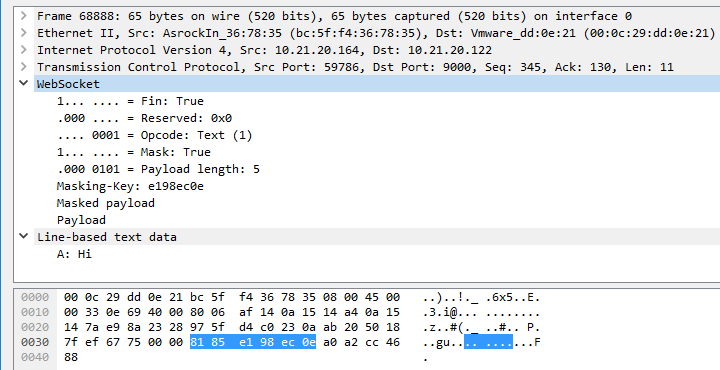 Frame 68888: 65 bytes on wire (520 bits), 65 bytes captured (520 bits) on interface 0
Ethernet II, Src: AsrockIn_36:78:35 (bc:5f:f4:36:78:35), Dst: Vmware_dd:0e:21 (00:0c:29:dd:0e:21)
Internet Protocol Version 4, Src: 10.21.20.164, Dst: 10.21.20.122
Transmission Control Protocol, Src Port: 59786, Dst Port: 9000, Seq: 345, Ack: 130, Len: 11
WebSocket
1... .... = Fin: True
.000 .... = Reserved: 0x0
.... 0001 = Opcode: Text (1)
1... .... = Mask: True
.000 0101 = Payload length: 5
Masking-Key: e198ec0e
Masked payload
Payload
Line-based text data
A: Hi
0000 00 0c 29 dd 0e 21 bc 5f f4 36 78 35 08 00 45 00 ..)..!._ .6x5..E.
0010 00 33 0e 69 40 00 80 06 af 14 0a 15 14 a4 0a 15 .3.i@... ........
0020 14 7a e9 8a 23 28 97 5f d4 c0 23 0a ab 20 50 18 .z..#(._ ..#.. P.
0030 7f ef 67 75 00 00 81 85 e1 98 ec 0e a0 a2 cc 46 ..gu.... .......F
0040 88 .